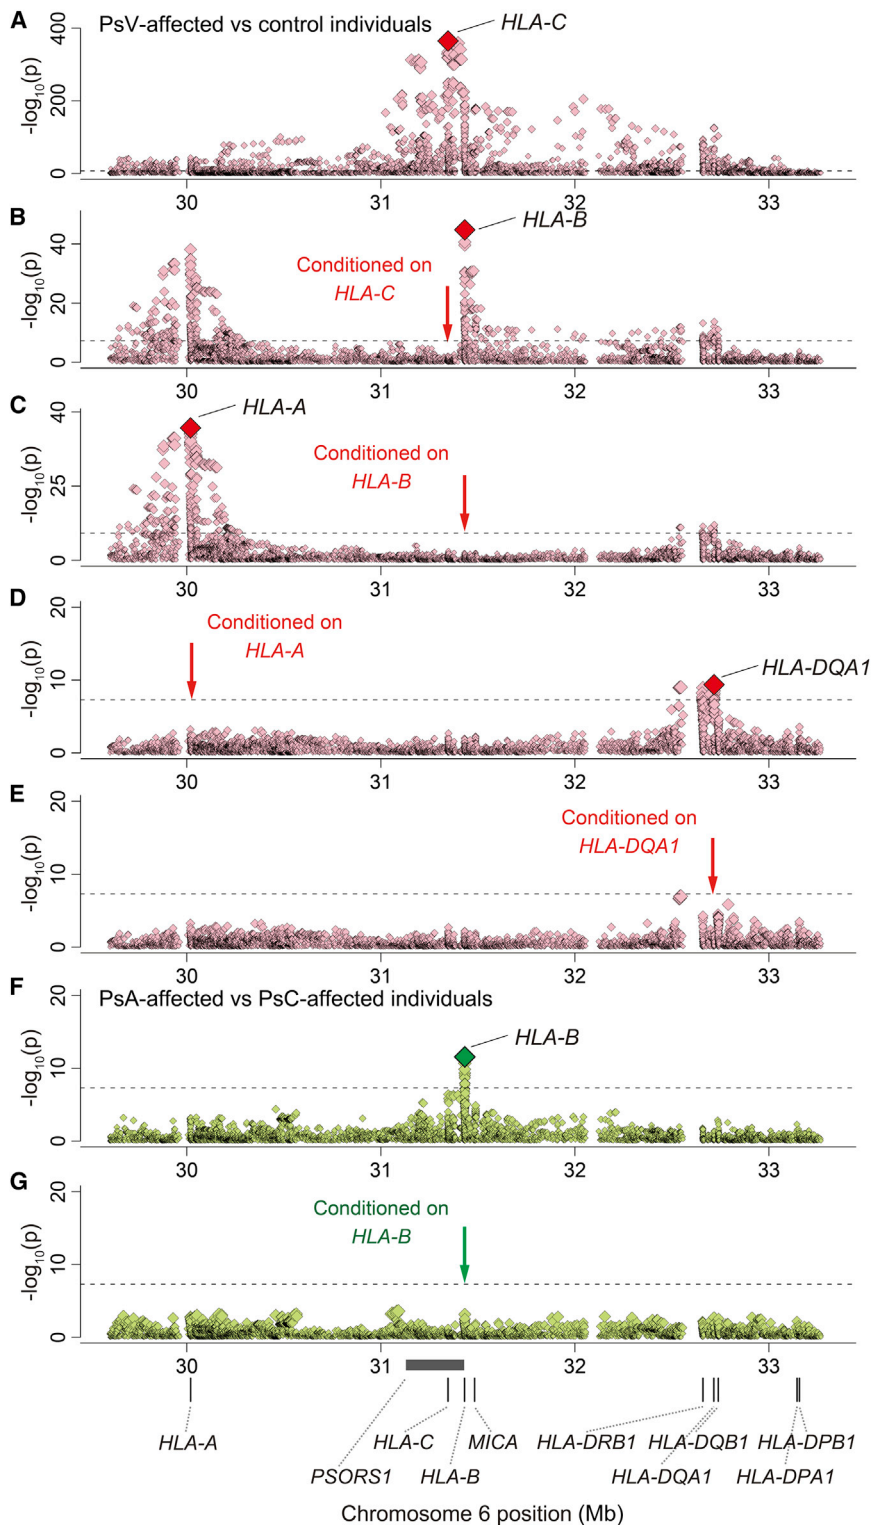 A
PsV-affected vs control individuals
HLA-C
-log10(p)
400
200
0
30 31 32 33
B
HLA-B
Conditioned on
HLA-C
-log10(p)
40
20
0
30 31 32 33
C
HLA-A
Conditioned on
HLA-B
-log10(p)
40
25
0
30 31 32 33
D
Conditioned on
HLA-A
HLA-DQA1
-log10(p)
20
10
0
30 31 32 33
E
Conditioned on
HLA-DQA1
-log10(p)
20
10
0
30 31 32 33
F
PsA-affected vs PsC-affected individuals
HLA-B
-log10(p)
20
10
0
30 31 32 33
G
Conditioned on
HLA-B
-log10(p)
20
10
0
30 31 32 33
HLA-A HLA-C MICA HLA-DRB1 HLA-DQB1 HLA-DPB1
PSORS1 HLA-B HLA-DQA1 HLA-DPA1
Chromosome 6 position (Mb)